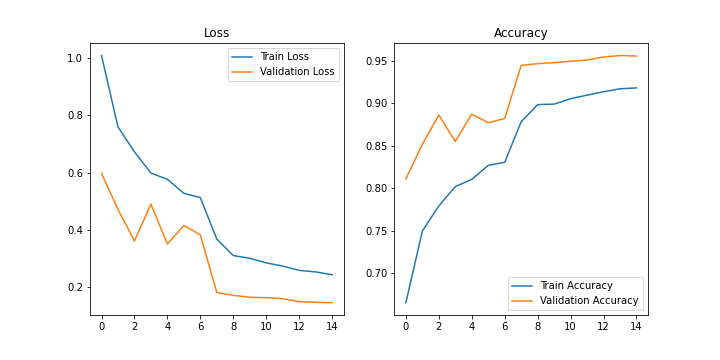 Loss
1.0
0.8
0.6
0.4
0.2
0 2 4 6 8 10 12 14
Train Loss
Validation Loss
Accuracy
0.95
0.90
0.85
0.80
0.75
0.70
0 2 4 6 8 10 12 14
Train Accuracy
Validation Accuracy